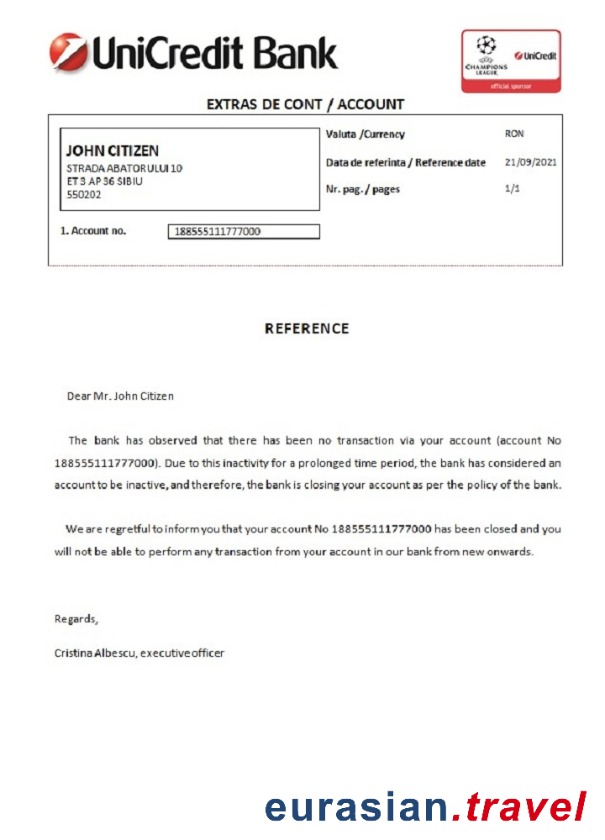 UniCredit Bank
CHAMPIONS
LEAGUE
UniCredit
official sponsor
EXTRAS DE CONT / ACCOUNT
JOHN CITIZEN
STRADA ABATORULUI 10
ET 3 AP 36 SIBIU
550202
Valuta /Currency RON
Data de referinta / Reference date 21/09/2021
Nr. pag. / pages 1/1
1. Account no. 188555111777000
REFERENCE
Dear Mr. John Citizen
The bank has observed that there has been no transaction via your account (account No
188555111777000). Due to this inactivity for a prolonged time period, the bank has considered an
account to be inactive, and therefore, the bank is closing your account as per the policy of the bank.
We are regretful to inform you that your account No 188555111777000 has been closed and you
will not be able to perform any transaction from your account in our bank from new onwards.
Regards,
Cristina Albescu, executive officer
eurasian.travel